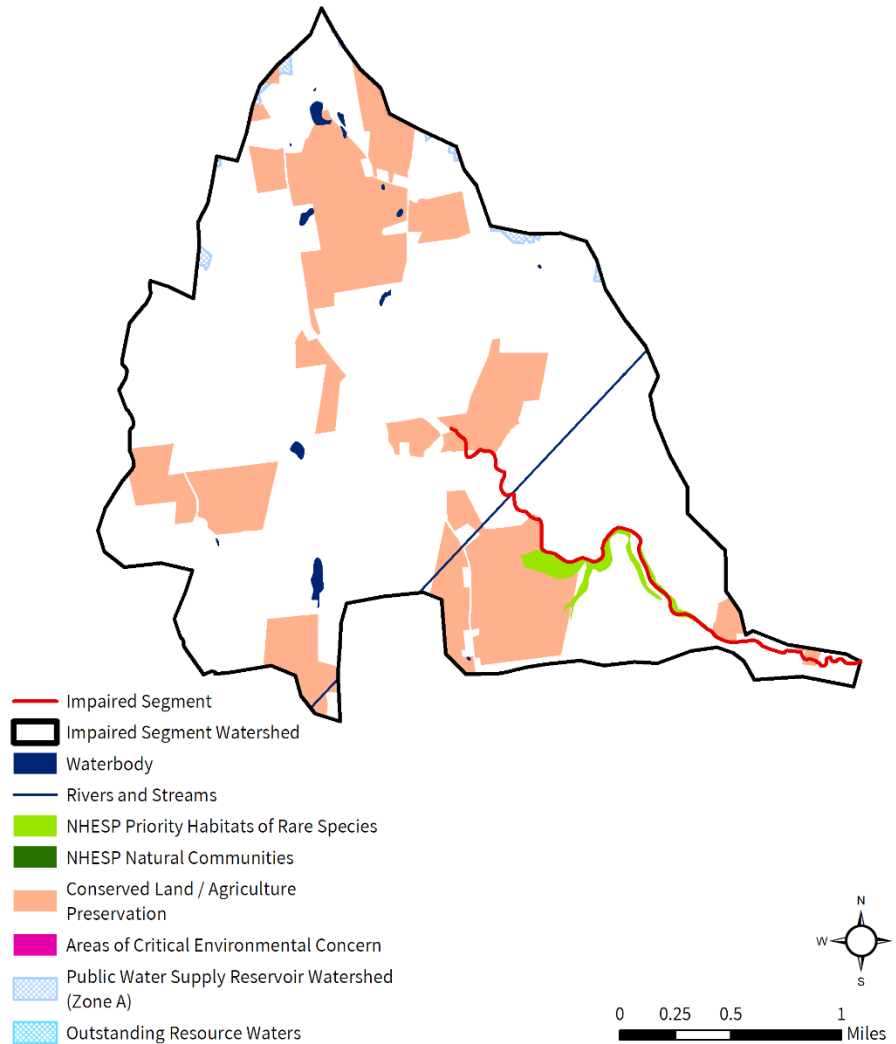 Impaired Segment
Impaired Segment Watershed
Waterbody
Rivers and Streams
NHESP Priority Habitats of Rare Species
NHESP Natural Communities
Conserved Land / Agriculture
Preservation
Areas of Critical Environmental Concern
Public Water Supply Reservoir Watershed
(Zone A)
Outstanding Resource Waters
N
W
E
S
0 0.25 0.5 1
Miles